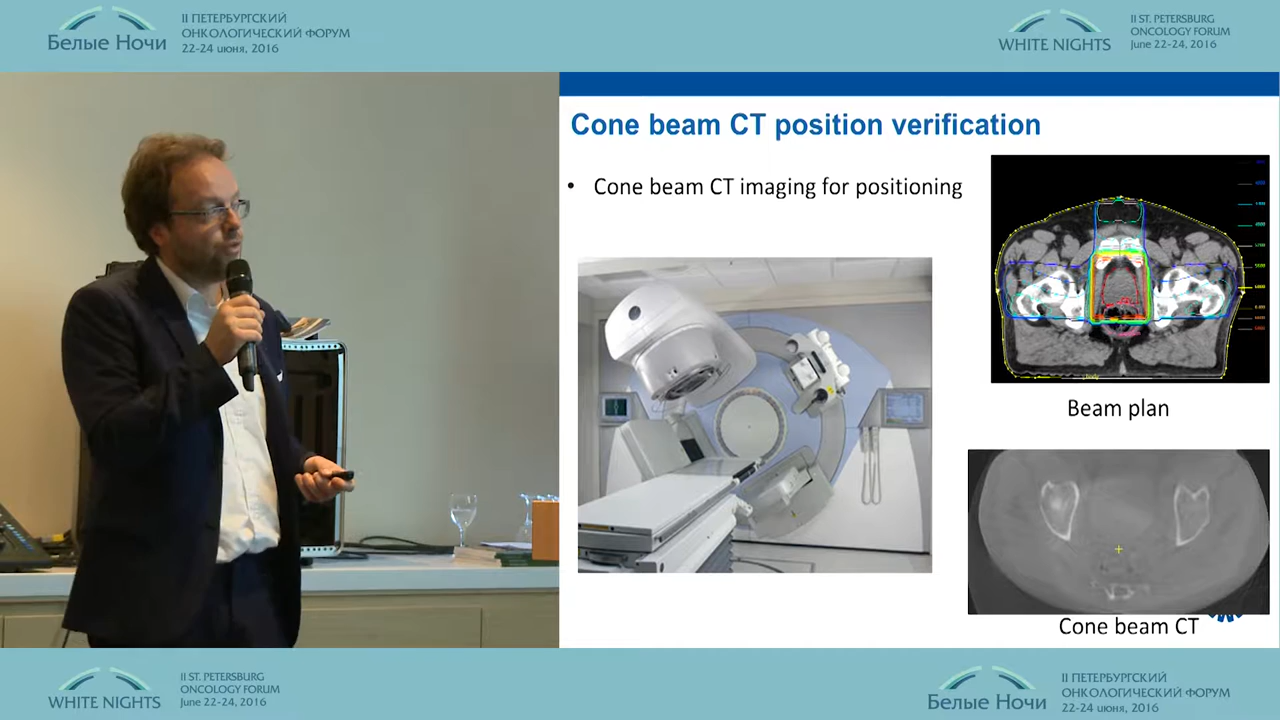 Белые Ночи
II ПЕТЕРБУРГСКИЙ
ОНКОЛОГИЧЕСКИЙ ФОРУМ
22-24 июня, 2016
WHITE NIGHTS
II ST. PETERSBURG
ONCOLOGY FORUM
June 22-24, 2016
Cone beam CT position verification
• Cone beam CT imaging for positioning
Beam plan
Cone beam CT
WHITE NIGHTS
II ST. PETERSBURG
ONCOLOGY FORUM
June 22-24, 2016
Белые Ночи
II ПЕТЕРБУРГСКИЙ
ОНКОЛОГИЧЕСКИЙ ФОРУМ
22-24 июня, 2016